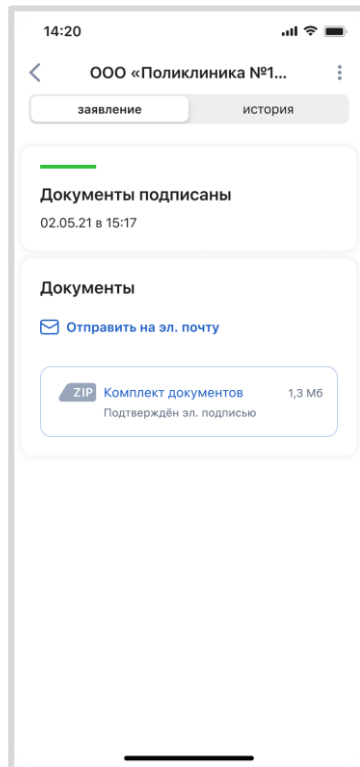 14:20
ООО «Поликлиника №1...
заявление
история
Документы подписаны
02.05.21 в 15:17
Документы
Отправить на эл. почту
ZIP Комплект документов 1,3 Мб
Подтверждён эл. подписью